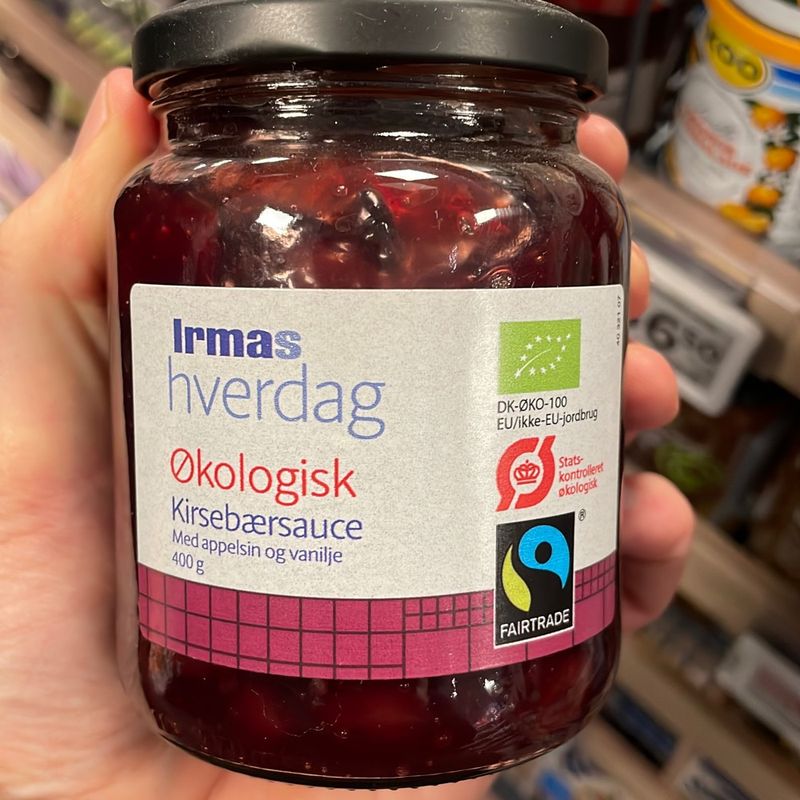 Irmas
hverdag
Økologisk
Kirsebærsauce
Med appelsin og vanilje
400 g
DK-ØKO-100
EU/ikke-EU-jordbrug
Stats-
kontrolleret
økologisk
®
FAIRTRADE